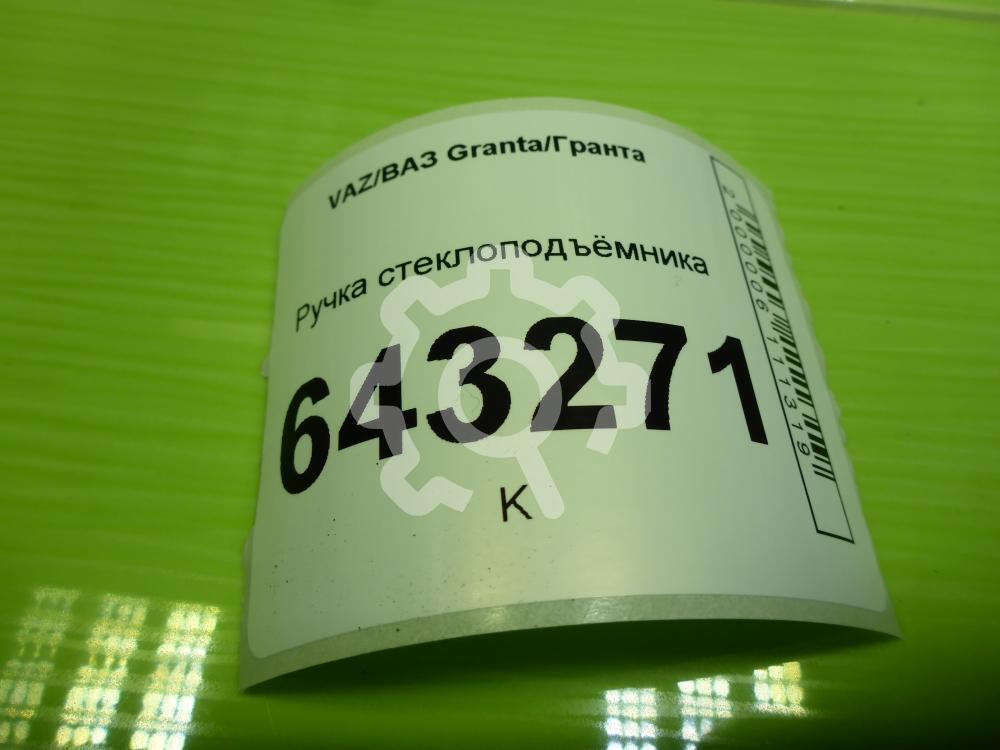 VAZ/ВАЗ Granta/Гранта
Ручка стеклоподъёмника
643271
К
2000006111319